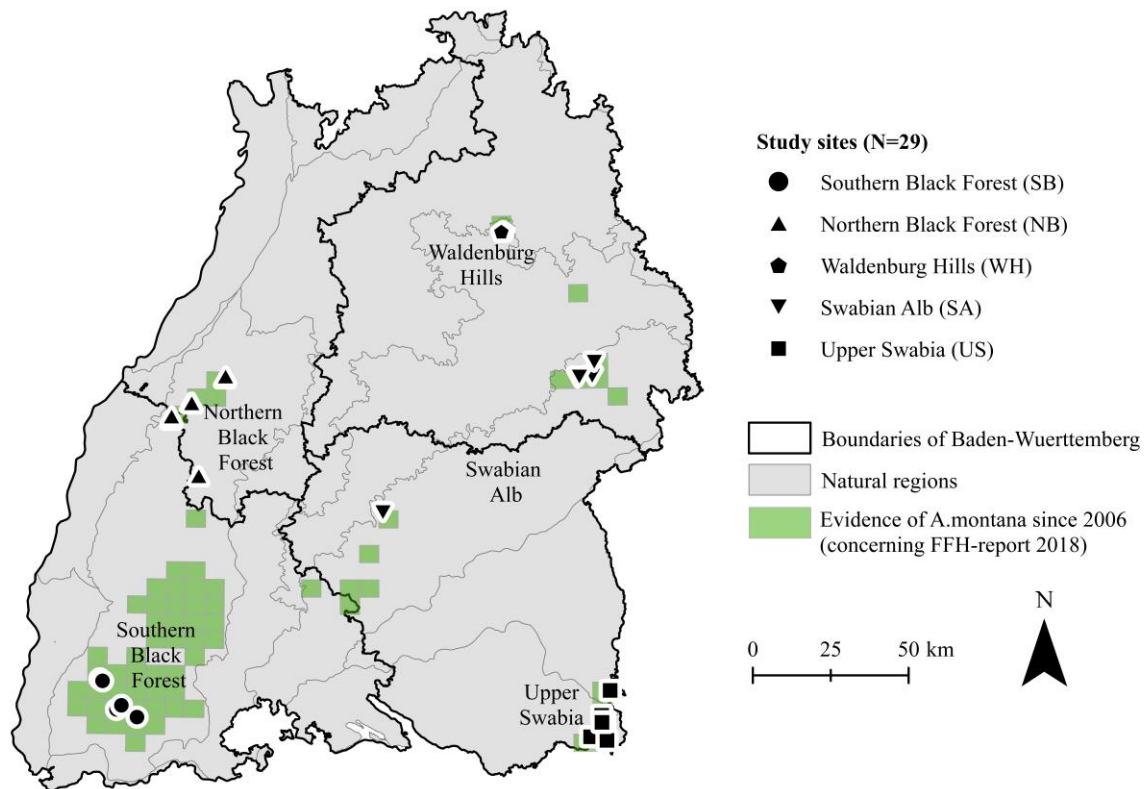 Waldenburg
Hills
Northern
Black
Forest
Swabian
Alb
Southern
Black
Forest
Upper
Swabia
Study sites (N=29)
Southern Black Forest (SB)
Northern Black Forest (NB)
Waldenburg Hills (WH)
Swabian Alb (SA)
Upper Swabia (US)
Boundaries of Baden-Wuerttemberg
Natural regions
Evidence of A.montana since 2006
(concerning FFH-report 2018)
N
0 25 50 km